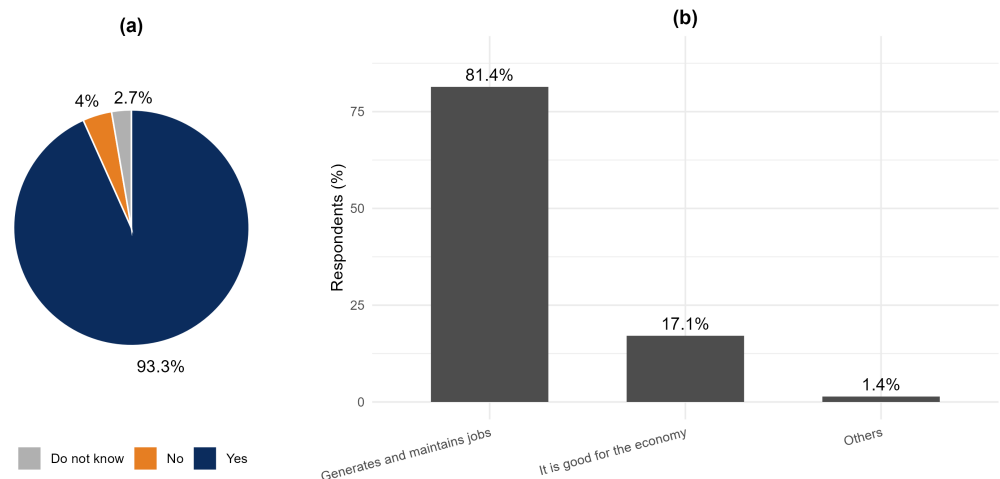 (a)
4%
2.7%
93.3%
Do not know
No
Yes
(b)
Respondents (%)
75
50
25
0
81.4%
17.1%
1.4%
Generates and maintains jobs
It is good for the economy
Others